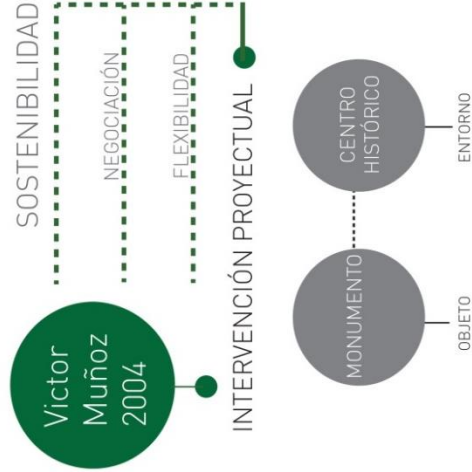 Victor
Muñoz
2004
SOSTENIBILIDAD
NEGOCIACIÓN
FLEXIBILIDAD
INTERVENCIÓN PROYECTUAL
MONUMENTO
CENTRO
HISTÓRICO
OBJETO
ENTORNO